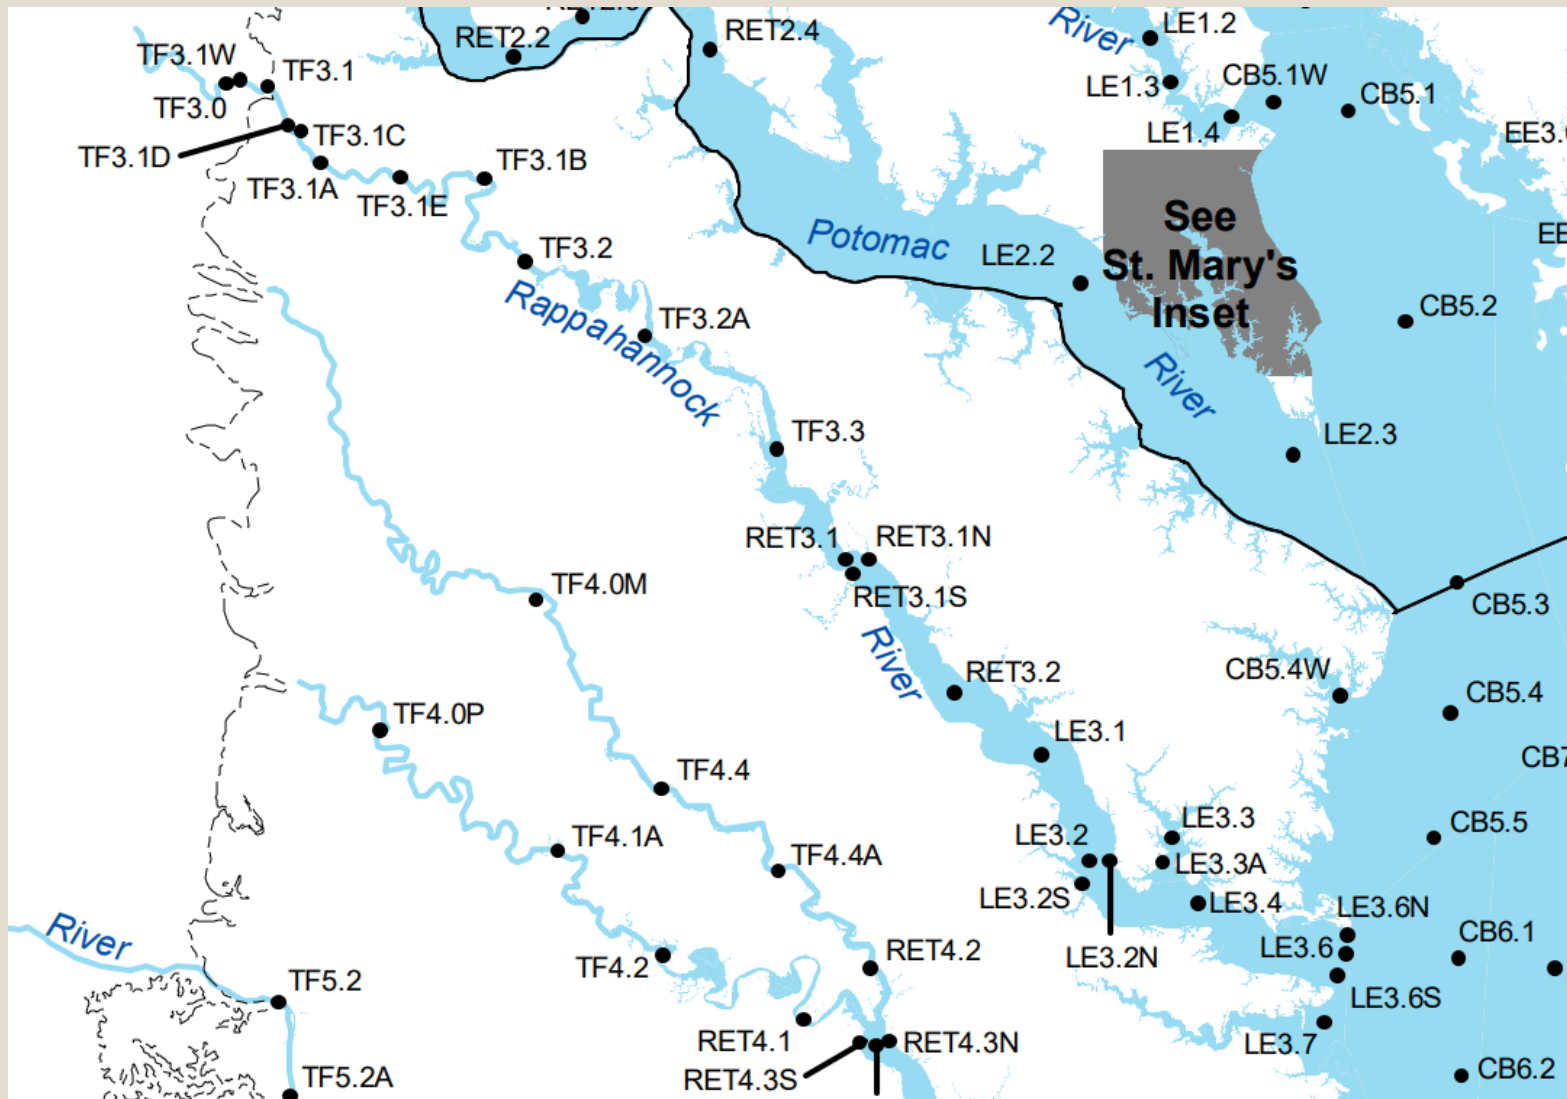 RET2.2
RET2.4
River
LE1.2
TF3.1W
TF3.1
TF3.0
LE1.3
CB5.1W
CB5.1
LE1.4
TF3.1C
TF3.1D
TF3.1B
TF3.1A
TF3.1E
See
St. Mary's
Inset
Potomac
LE2.2
TF3.2
CB5.2
Rappahannock
TF3.2A
River
TF3.3
LE2.3
RET3.1
RET3.1N
RET3.1S
TF4.0M
CB5.3
River
RET3.2
CB5.4W
CB5.4
TF4.0P
LE3.1
TF4.4
LE3.3
CB5.5
TF4.1A
LE3.2
TF4.4A
LE3.3A
LE3.2S
LE3.4
LE3.6N
River
LE3.6
CB6.1
RET4.2
LE3.2N
TF4.2
TF5.2
LE3.6S
RET4.1
RET4.3N
LE3.7
RET4.3S
CB6.2
TF5.2A